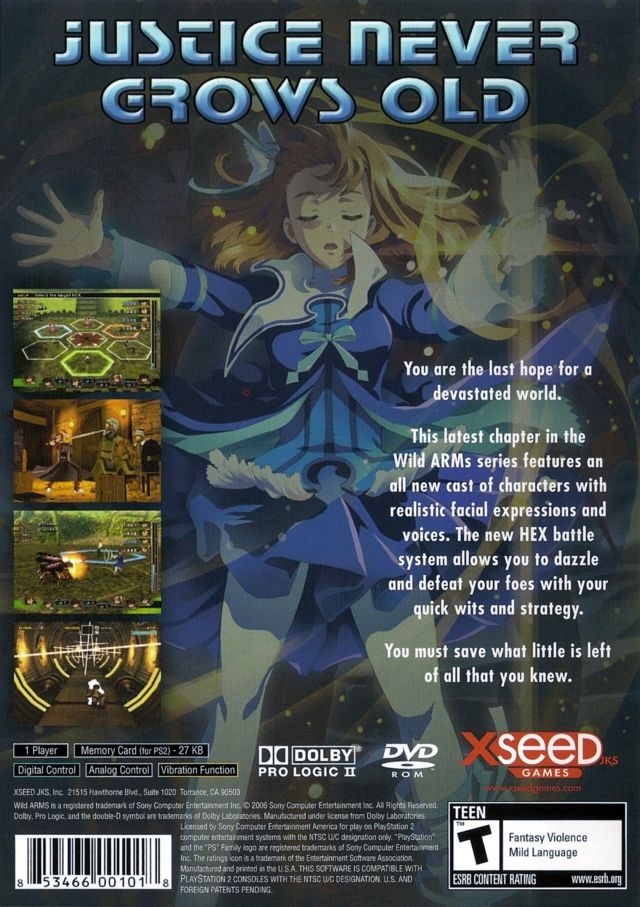 JUSTICE NEVER
GROWS OLD
You are the last hope for a
devastated world.
This latest chapter in the
Wild ARMs series features an
all new cast of characters with
realistic facial expressions and
voices. The new HEX battle
system allows you to dazzle
and defeat your foes with your
quick wits and strategy.
You must save what little is left
of all that you knew.
1 Player
Memory Card (for PS2) - 27 KB
Digital Control
Analog Control
Vibration Function
DOLBY
PRO LOGIC II
DVD
ROM
XSEED JKS
GAMES
www.xseedgames.com
XSEED JKS, Inc. 21515 Hawthorne Blvd., Suite 1020 Torrance, CA 90503
Wild ARMS is a registered trademark of Sony Computer Entertainment Inc. © 2006 Sony Computer Entertainment Inc. All Rights Reserved.
Dolby, Pro Logic, and the double-D symbol are trademarks of Dolby Laboratories. Manufactured under license from Dolby Laboratories.
Licensed by Sony Computer Entertainment America for play on PlayStation 2
computer entertainment systems with the NTSC U/C designation only. "PlayStation"
and the "PS" Family logo are registered trademarks of Sony Computer Entertainment
Inc. The ratings icon is a trademark of the Entertainment Software Association.
Manufactured and printed in the U.S.A. THIS SOFTWARE IS COMPATIBLE WITH
PLAYSTATION 2 CONSOLES WITH THE NTSC U/C DESIGNATION. U.S. AND
FOREIGN PATENTS PENDING.
8 53466 00101 8
TEEN
T
TM
Fantasy Violence
Mild Language
ESRB CONTENT RATING
www.esrb.org